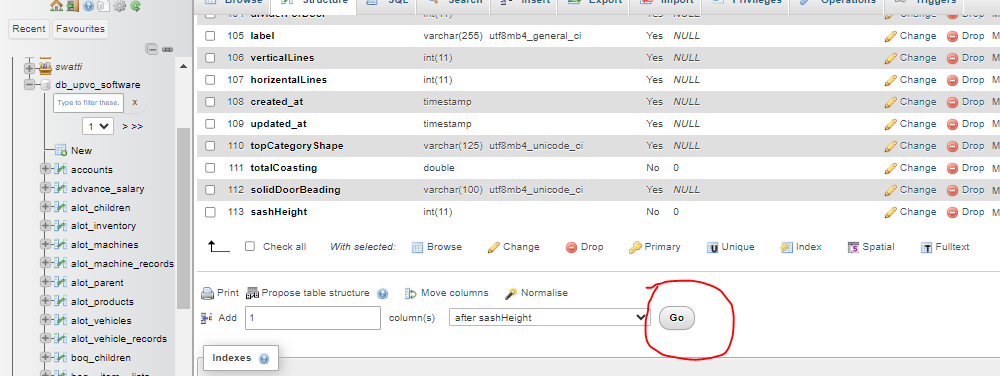 Browse Structure SQL Search Insert Export Import Privileges Operations Triggers
Recent Favourites
swatti
db_upvc_software
Type to filter these, X
1 > >>
New
accounts
advance_salary
alot_children
alot_inventory
alot_machines
alot_machine_records
alot_parent
alot_products
alot_vehicles
alot_vehicle_records
boq_children
boq_item_lists
104 dividerPerDoor int(11) Yes NULL Change Drop
105 label varchar(255) utf8mb4_general_ci Yes NULL Change Drop M
106 verticalLines int(11) Yes NULL Change Drop M
107 horizentalLines int(11) Yes NULL Change Drop M
108 created_at timestamp Yes NULL Change Drop M
109 updated_at timestamp Yes NULL Change Drop M
110 topCategoryShape varchar(125) utf8mb4_unicode_ci Yes NULL Change Drop M
111 totalCoasting double No 0 Change Drop M
112 solidDoorBeading varchar(100) utf8mb4_unicode_ci Yes NULL Change Drop M
113 sashHeight int(11) No 0 Change Drop M
Check all With selected: Browse Change Drop Primary Unique Index Spatial Fulltext
Print Propose table structure Move columns Normalise
Add 1 column(s) after sashHeight Go
Indexes